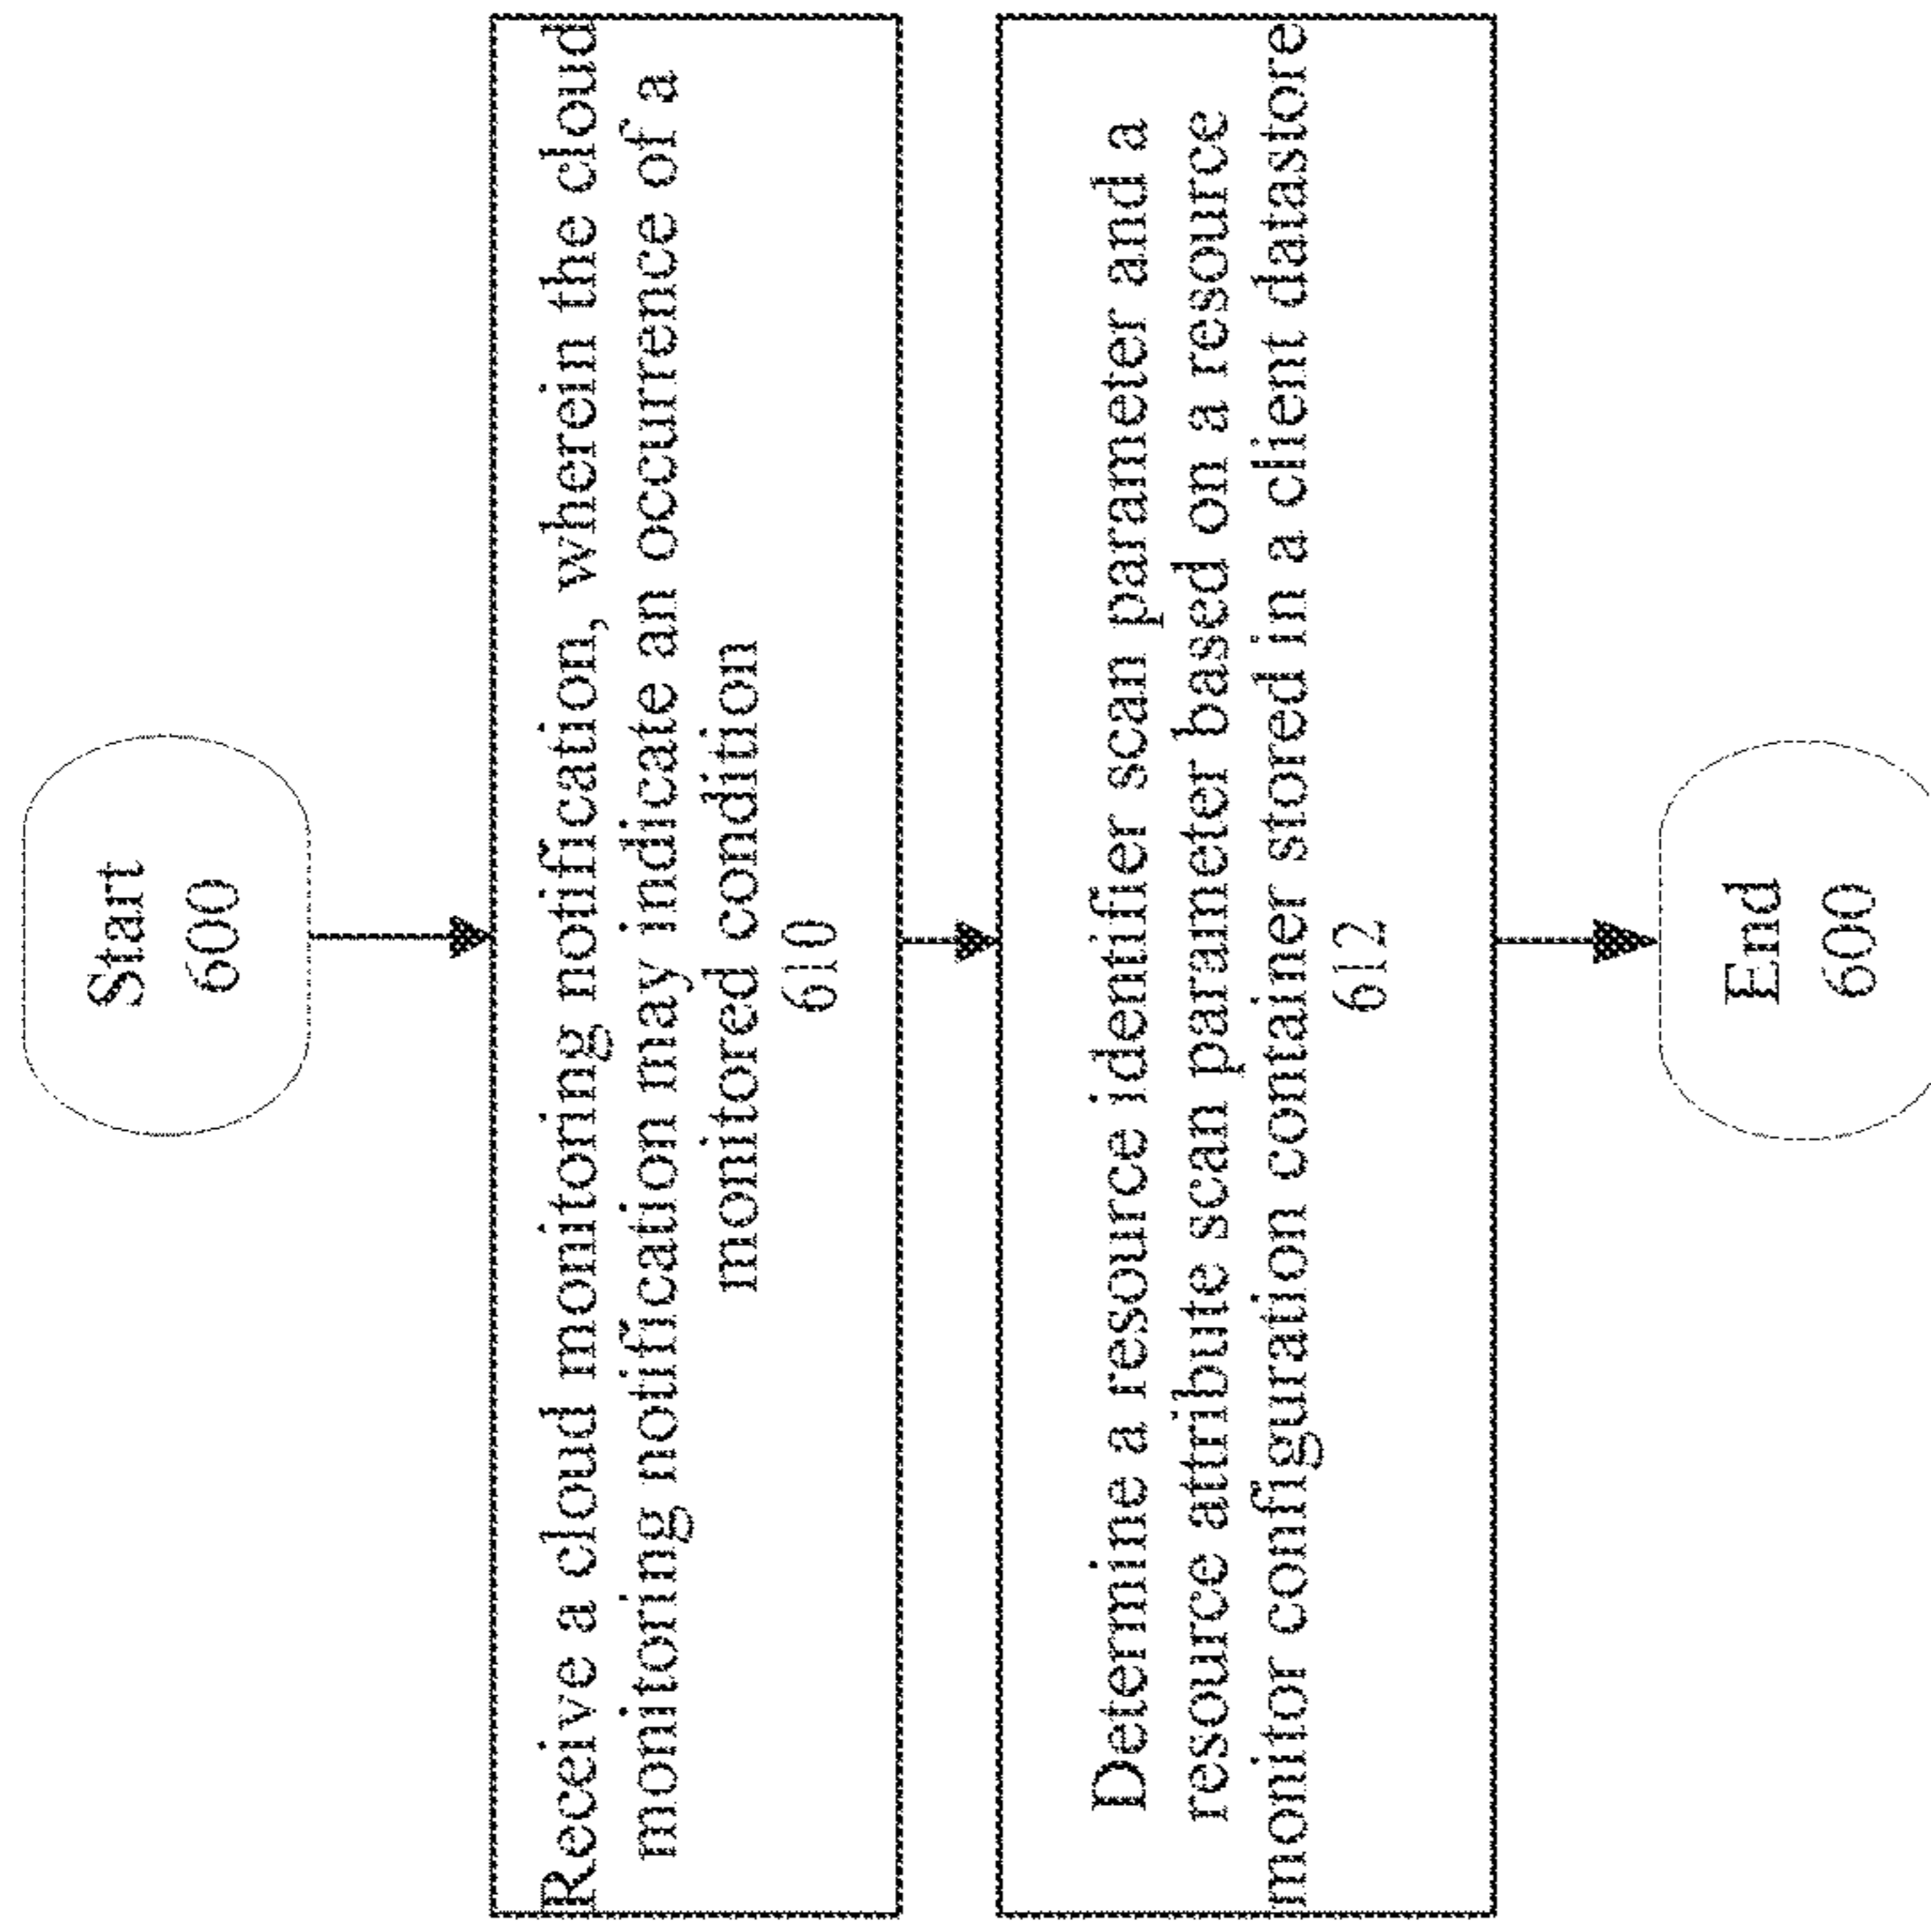 Start
600
Receive a cloud monitoring notification, wherein the cloud
monitoring notification may indicate an occurrence of a
monitored condition
610
Determine a resource identifier scan parameter and a
resource attribute scan parameter based on a resource
monitor configuration container stored in a client datastore
612
End
600